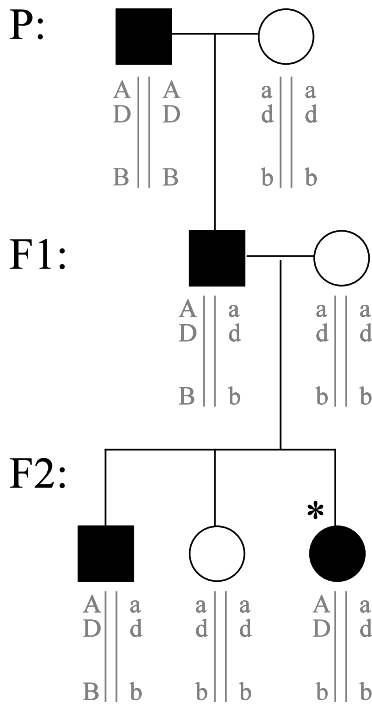 P:
A A a a
D D d d
B B b b
F1:
A a a a
D d d d
B b b b
F2:
*
A a a a A a
D d d d D d
B b b b b b